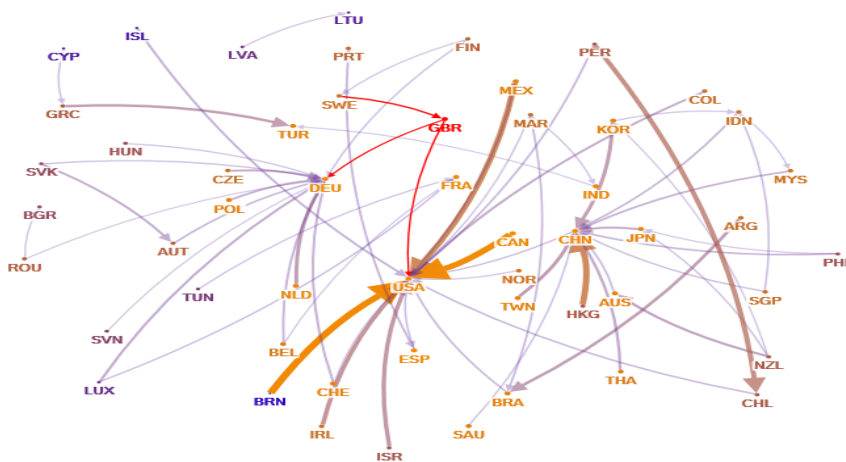 LTU
ISL
LVA
CYP
PRT
FIN
PER
SWE
MEX
COL
GRC
TUR
GBR
MAR
KOR
IDN
HUN
SVK
CZE
DEU
FRA
IND
MYS
POL
BGR
AUT
CAN
CHN
JPN
ARG
ROU
PHI
TUN
NLD
USA
NOR
TWN
HKG
AUS
SGP
SVN
BEL
ESP
NZL
LUX
BRN
CHE
BRA
THA
CHL
IRL
SAU
ISR